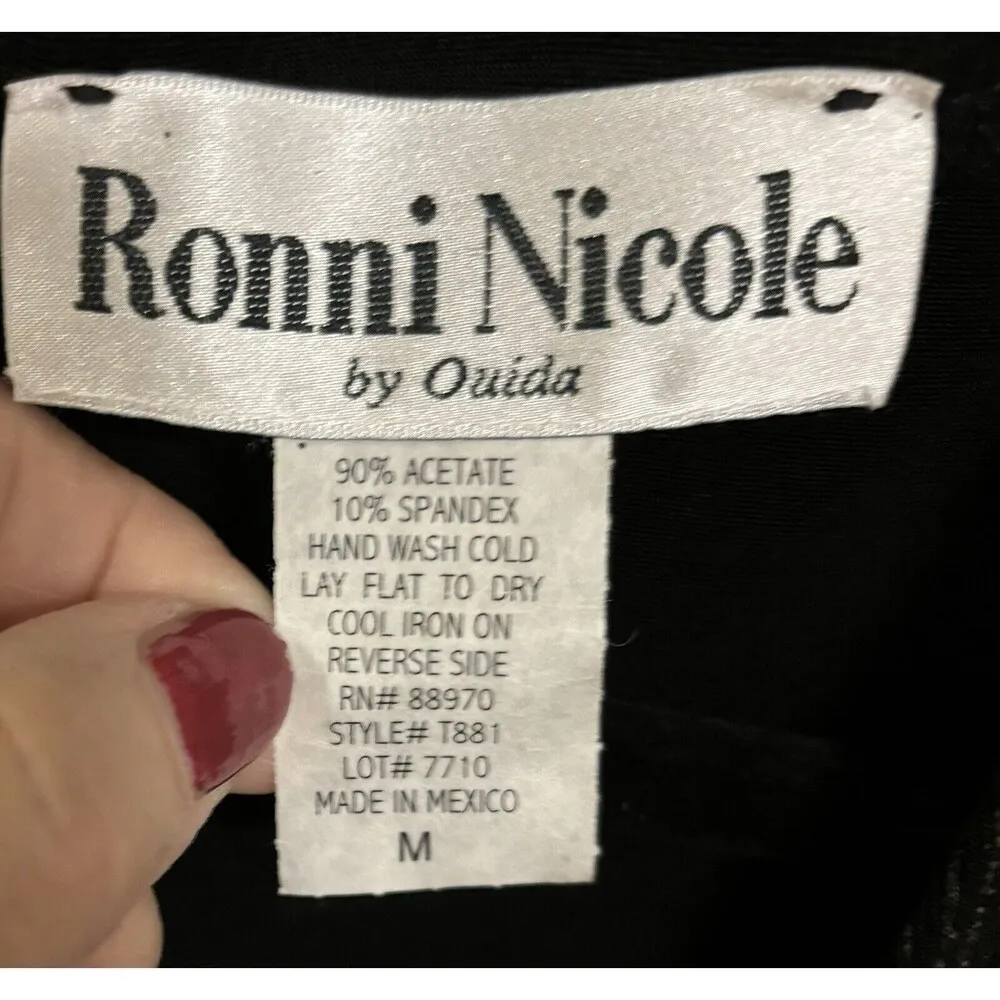 Ronni Nicole
by Ouida
90% ACETATE
10% SPANDEX
HAND WASH COLD
LAY FLAT TO DRY
COOL IRON ON
REVERSE SIDE
RN# 88970
STYLE# T881
LOT# 7710
MADE IN MEXICO
M